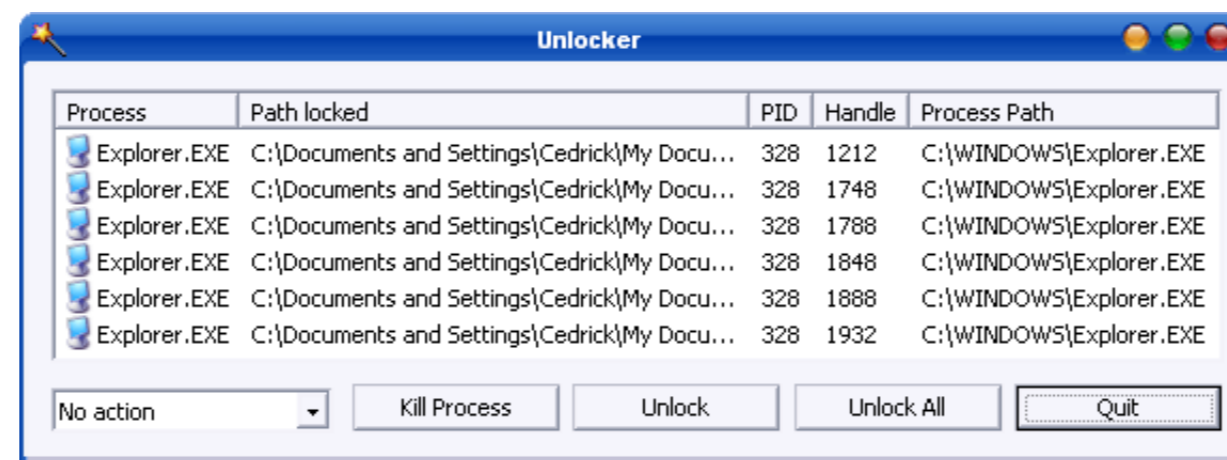 Unlocker
Process Path locked PID Handle Process Path
Explorer.EXE C:\Documents and Settings\Cedrick\My Docu... 328 1212 C:\WINDOWS\Explorer.EXE
Explorer.EXE C:\Documents and Settings\Cedrick\My Docu... 328 1748 C:\WINDOWS\Explorer.EXE
Explorer.EXE C:\Documents and Settings\Cedrick\My Docu... 328 1788 C:\WINDOWS\Explorer.EXE
Explorer.EXE C:\Documents and Settings\Cedrick\My Docu... 328 1848 C:\WINDOWS\Explorer.EXE
Explorer.EXE C:\Documents and Settings\Cedrick\My Docu... 328 1888 C:\WINDOWS\Explorer.EXE
Explorer.EXE C:\Documents and Settings\Cedrick\My Docu... 328 1932 C:\WINDOWS\Explorer.EXE
No action Kill Process Unlock Unlock All Quit